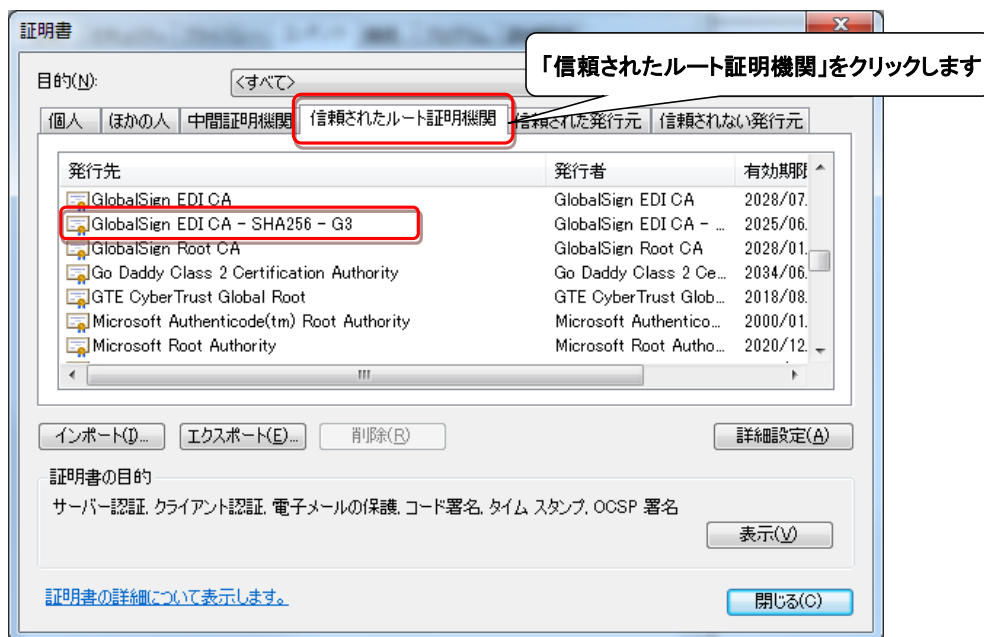 証明書
「信頼されたルート証明機関」をクリックします
目的(N):
<すべて>
個人 ほかの人 中間証明機関 信頼されたルート証明機関 信頼された発行元 信頼されない発行元
発行先 発行者 有効期限
GlobalSign EDI CA GlobalSign EDI CA 2028/07.
GlobalSign EDI CA - SHA256 - G3 GlobalSign EDI CA - ... 2025/06.
GlobalSign Root CA GlobalSign Root CA 2028/01.
Go Daddy Class 2 Certification Authority Go Daddy Class 2 Ce... 2034/06.
GTE CyberTrust Global Root GTE CyberTrust Glob... 2018/08.
Microsoft Authenticode(tm) Root Authority Microsoft Authentico... 2000/01.
Microsoft Root Authority Microsoft Root Autho... 2020/12.
インポート(I)... エクスポート(E)... 削除(R) 詳細設定(A)
証明書の目的
サーバー認証, クライアント認証, 電子メールの保護, コード署名, タイム スタンプ, OCSP 署名
表示(V)
証明書の詳細について表示します。
閉じる(C)